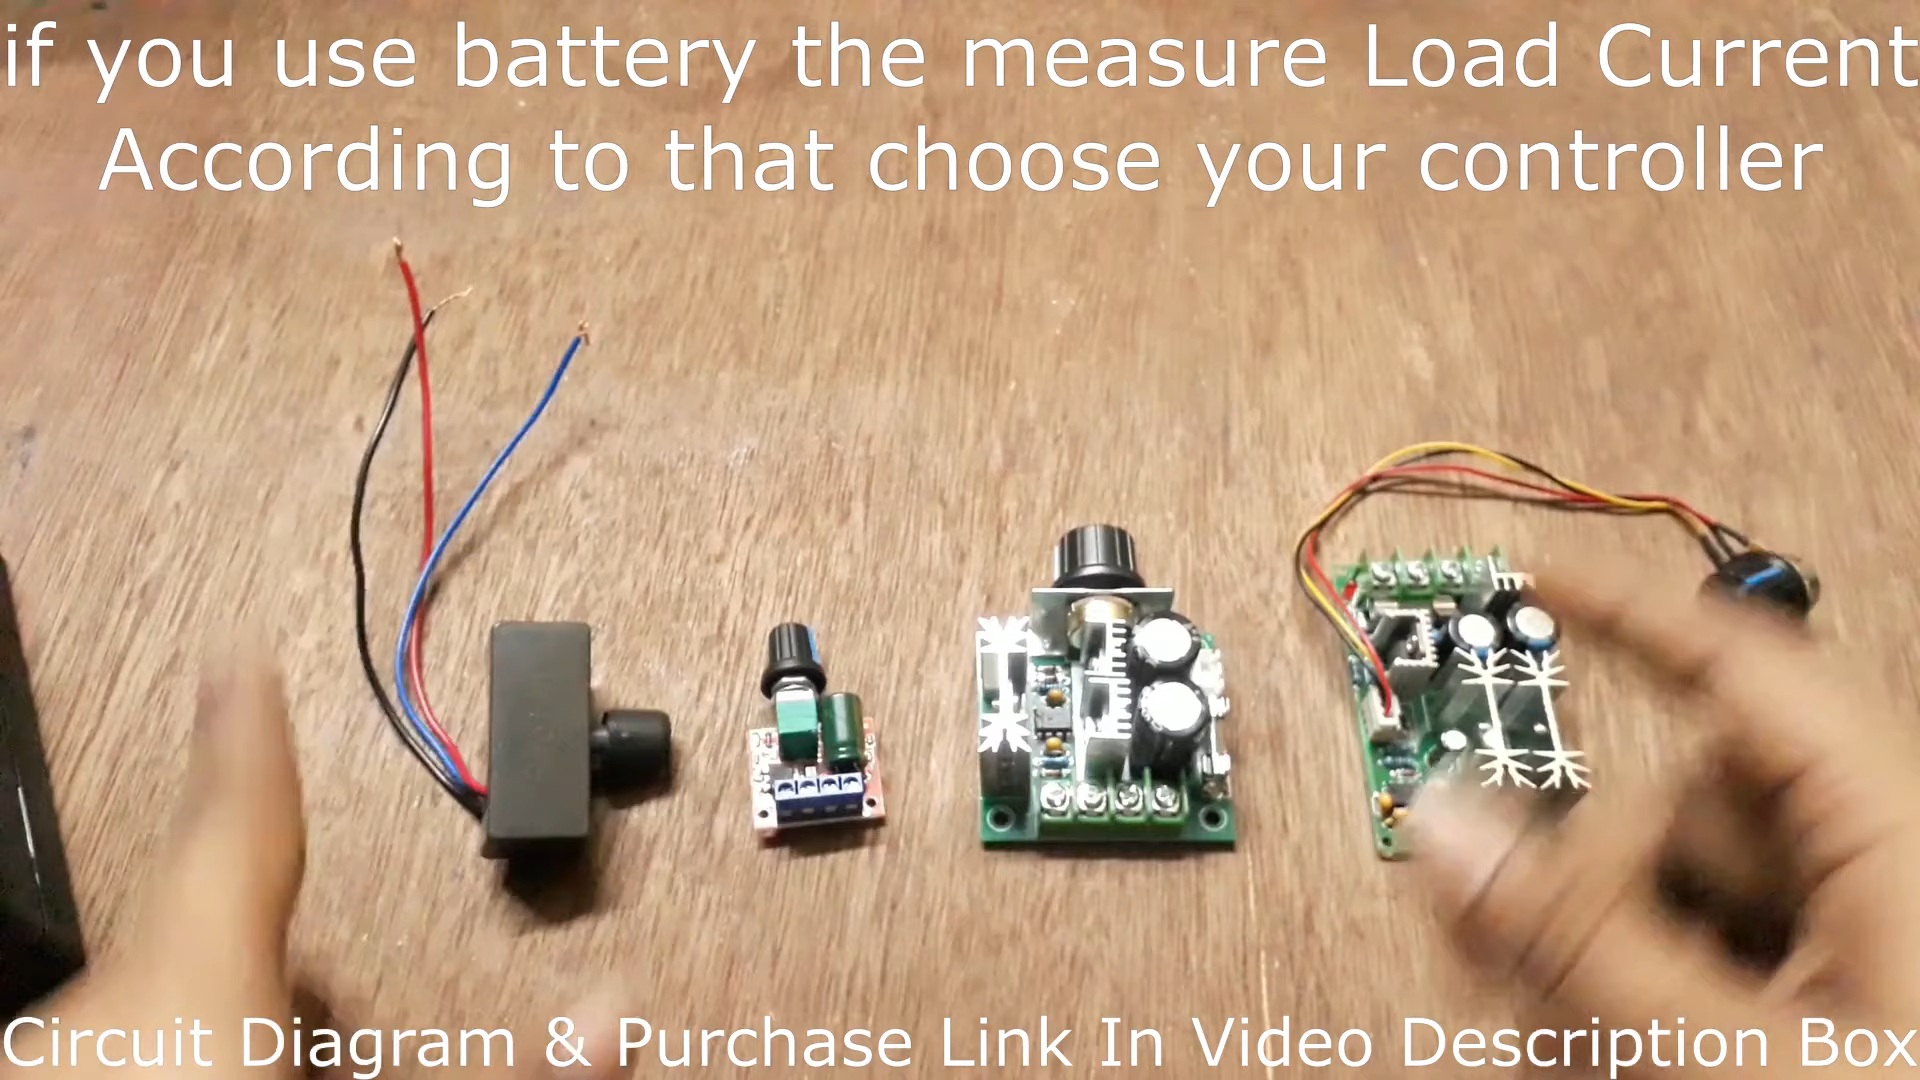 if you use battery the measure Load Current
According to that choose your controller
Circuit Diagram & Purchase Link In Video Description Box